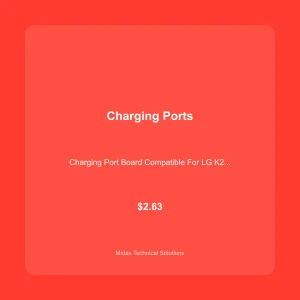 Charging Ports
Charging Port Board Compatible For LG K2...
$2.63
Midas Technical Solutions